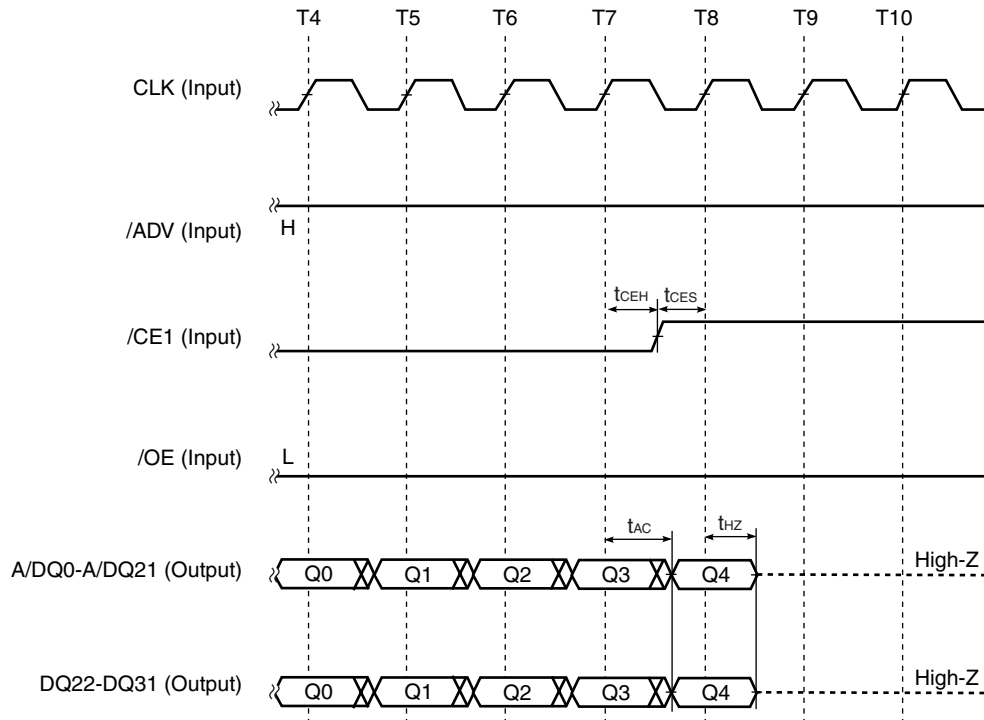 T4 T5 T6 T7 T8 T9 T10
CLK (Input)
/ADV (Input) H
tCEH tCES
/CE1 (Input)
/OE (Input) L
tAC tHZ
A/DQ0-A/DQ21 (Output) Q0 Q1 Q2 Q3 Q4 High-Z
DQ22-DQ31 (Output) Q0 Q1 Q2 Q3 Q4 High-Z